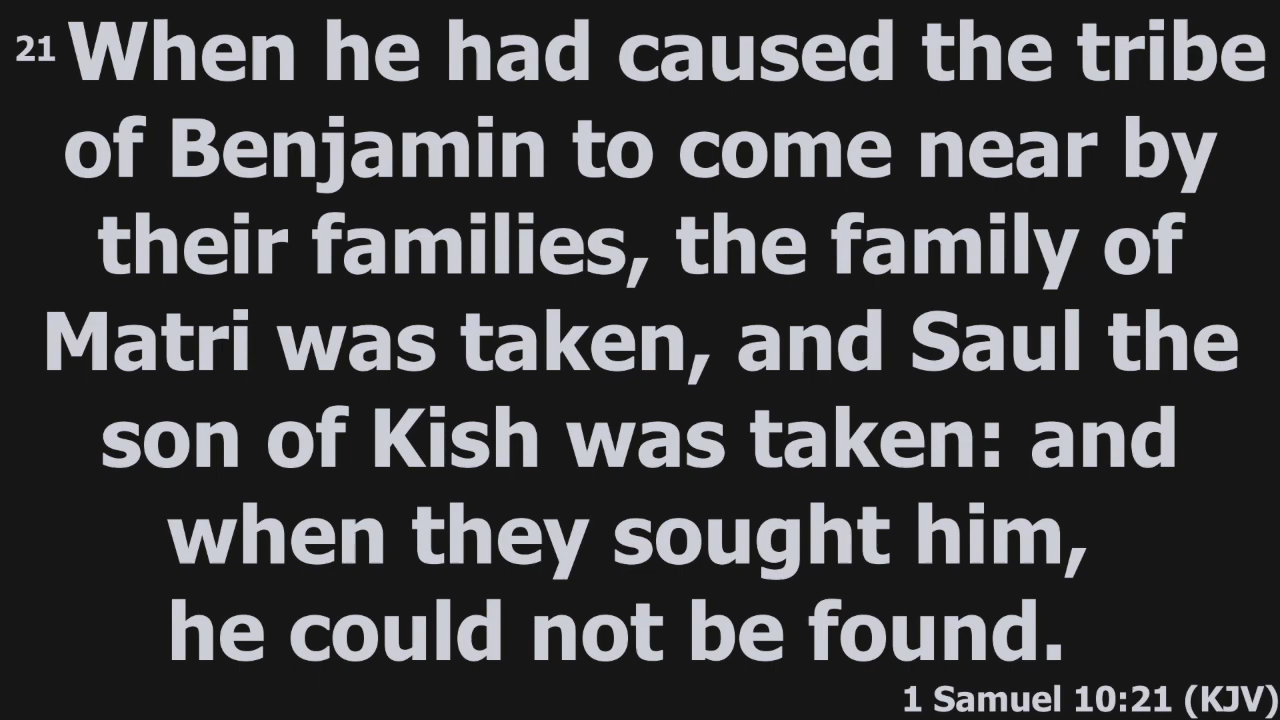 21 When he had caused the tribe
of Benjamin to come near by
their families, the family of
Matri was taken, and Saul the
son of Kish was taken: and
when they sought him,
he could not be found.
1 Samuel 10:21 (KJV)